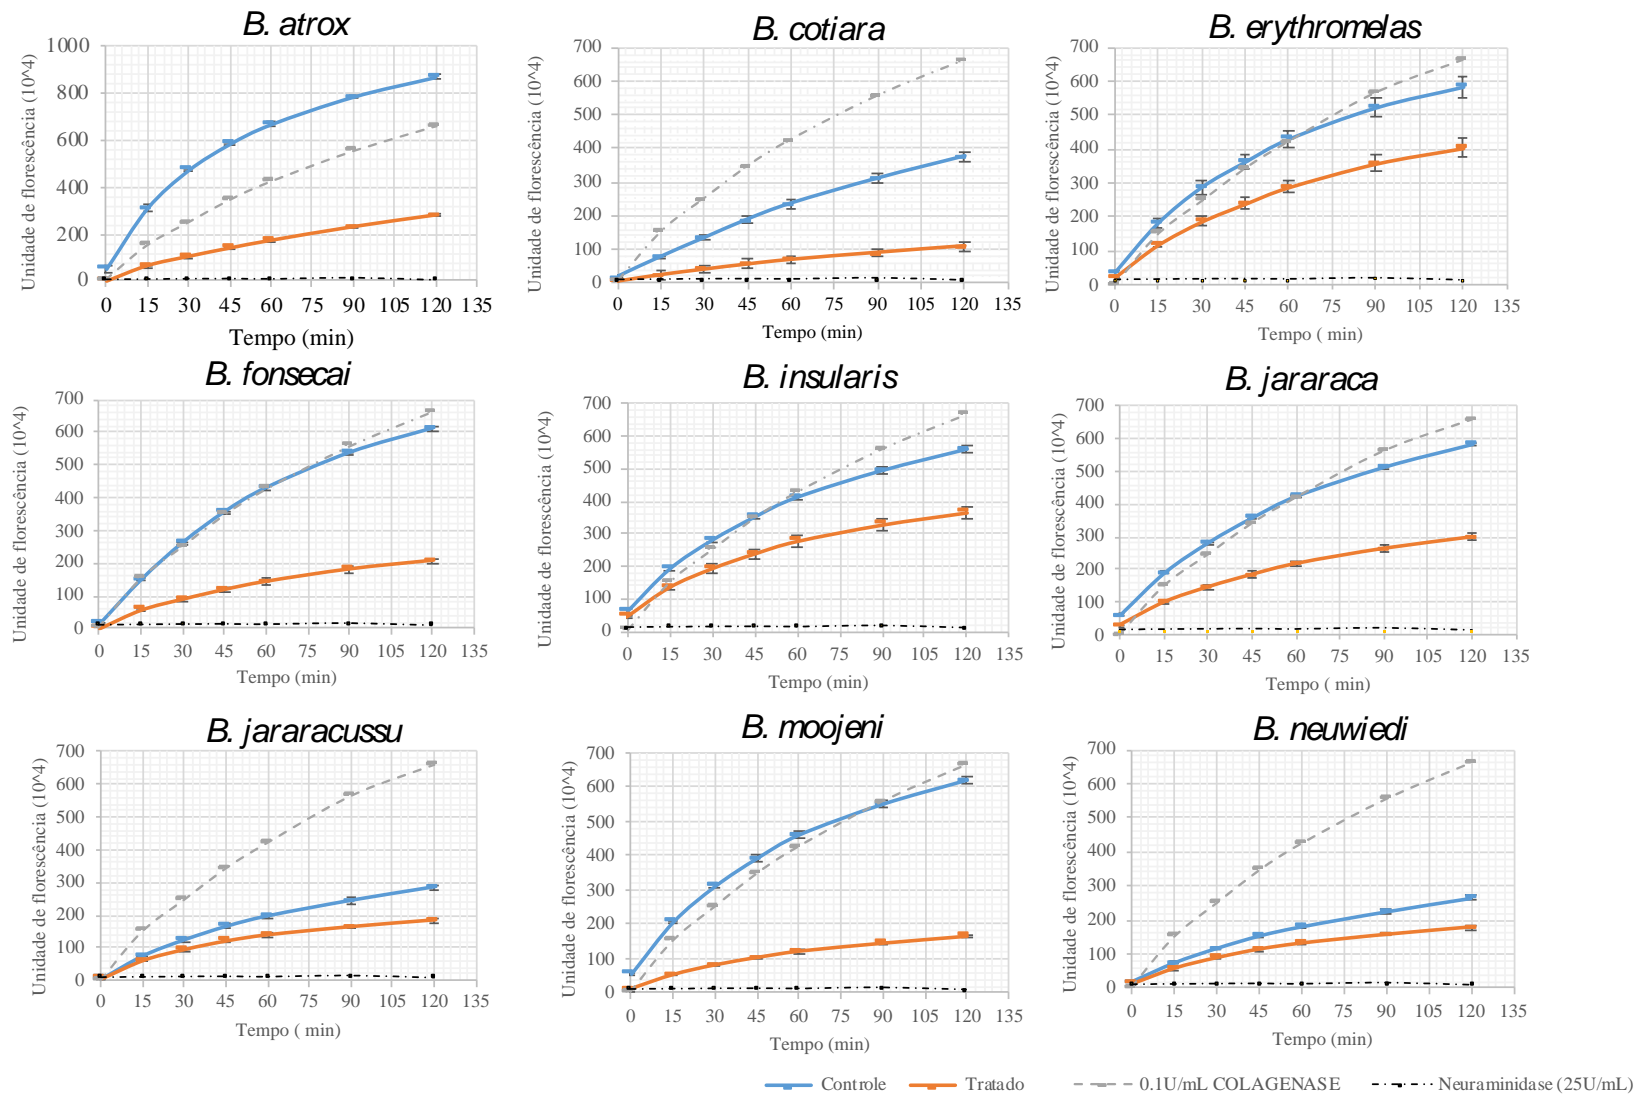 B. atrox
Unidade de florescência (10^4)
1000
800
600
400
200
0
0 15 30 45 60 75 90 105 120 135
Tempo (min)
B. cotiara
Unidade de florescência (10^4)
700
600
500
400
300
200
100
0
0 15 30 45 60 75 90 105 120 135
Tempo (min)
B. erythromelas
Unidade de florescência (10^4)
700
600
500
400
300
200
100
0
0 15 30 45 60 75 90 105 120 135
Tempo ( min)
B. fonsecai
Unidade de florescência (10^4)
700
600
500
400
300
200
100
0
0 15 30 45 60 75 90 105 120 135
Tempo (min)
B. insularis
Unidade de florescência (10^4)
700
600
500
400
300
200
100
0
0 15 30 45 60 75 90 105 120 135
Tempo (min)
B. jararaca
Unidade de florescência (10^4)
700
600
500
400
300
200
100
0
0 15 30 45 60 75 90 105 120 135
Tempo ( min)
B. jararacussu
Unidade de florescência (10^4)
700
600
500
400
300
200
100
0
0 15 30 45 60 75 90 105 120 135
Tempo ( min)
B. moojeni
Unidade de florescência (10^4)
700
600
500
400
300
200
100
0
0 15 30 45 60 75 90 105 120 135
Tempo (min)
B. neuwiedi
Unidade de florescência (10^4)
700
600
500
400
300
200
100
0
0 15 30 45 60 75 90 105 120 135
Tempo (min)
Controle Tratado 0.1U/mL COLAGENASE Neuraminidase (25U/mL)